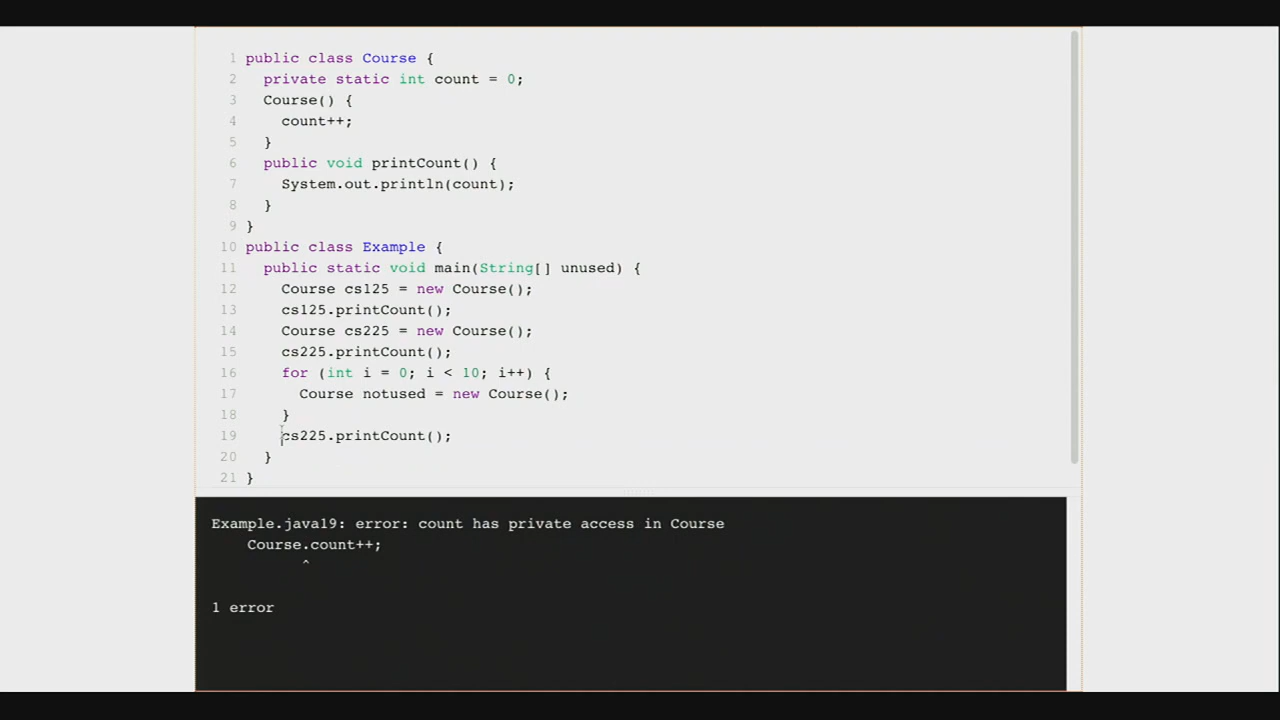 1 public class Course {
2 private static int count = 0;
3 Course() {
4 count++;
5 }
6 public void printCount() {
7 System.out.println(count);
8 }
9 }
10 public class Example {
11 public static void main(String[] unused) {
12 Course cs125 = new Course();
13 cs125.printCount();
14 Course cs225 = new Course();
15 cs225.printCount();
16 for (int i = 0; i < 10; i++) {
17 Course notused = new Course();
18 }
19 cs225.printCount();
20 }
21 }
Example.java19: error: count has private access in Course
Course.count++;
^
1 error